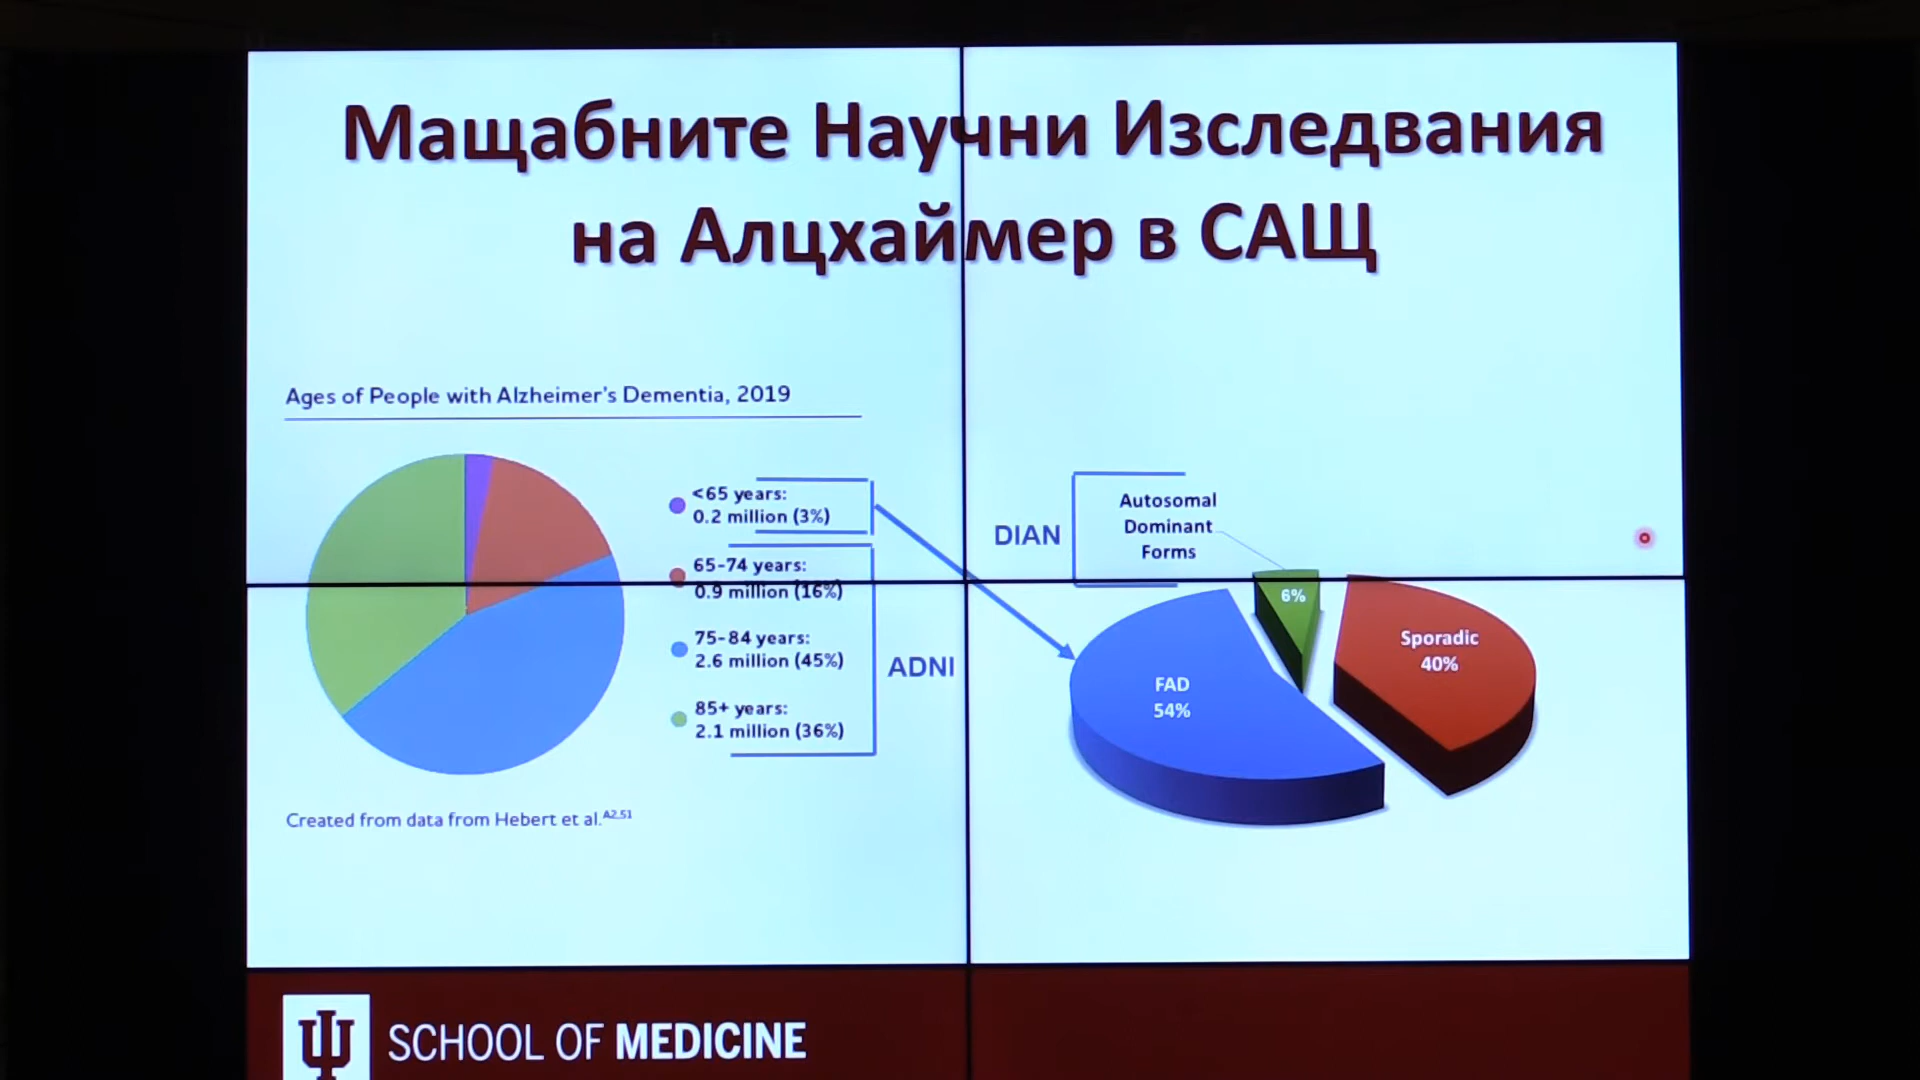 Мащабните Научни Изследвания
на Алцхаймер в САЩ
Ages of People with Alzheimer's Dementia, 2019
<65 years:
0.2 million (3%)
65-74 years:
0.9 million (16%)
75-84 years:
2.6 million (45%)
85+ years:
2.1 million (36%)
ADNI
Created from data from Hebert et al.A2,51
DIAN
Autosomal
Dominant
Forms
6%
Sporadic
40%
FAD
54%
SCHOOL OF MEDICINE